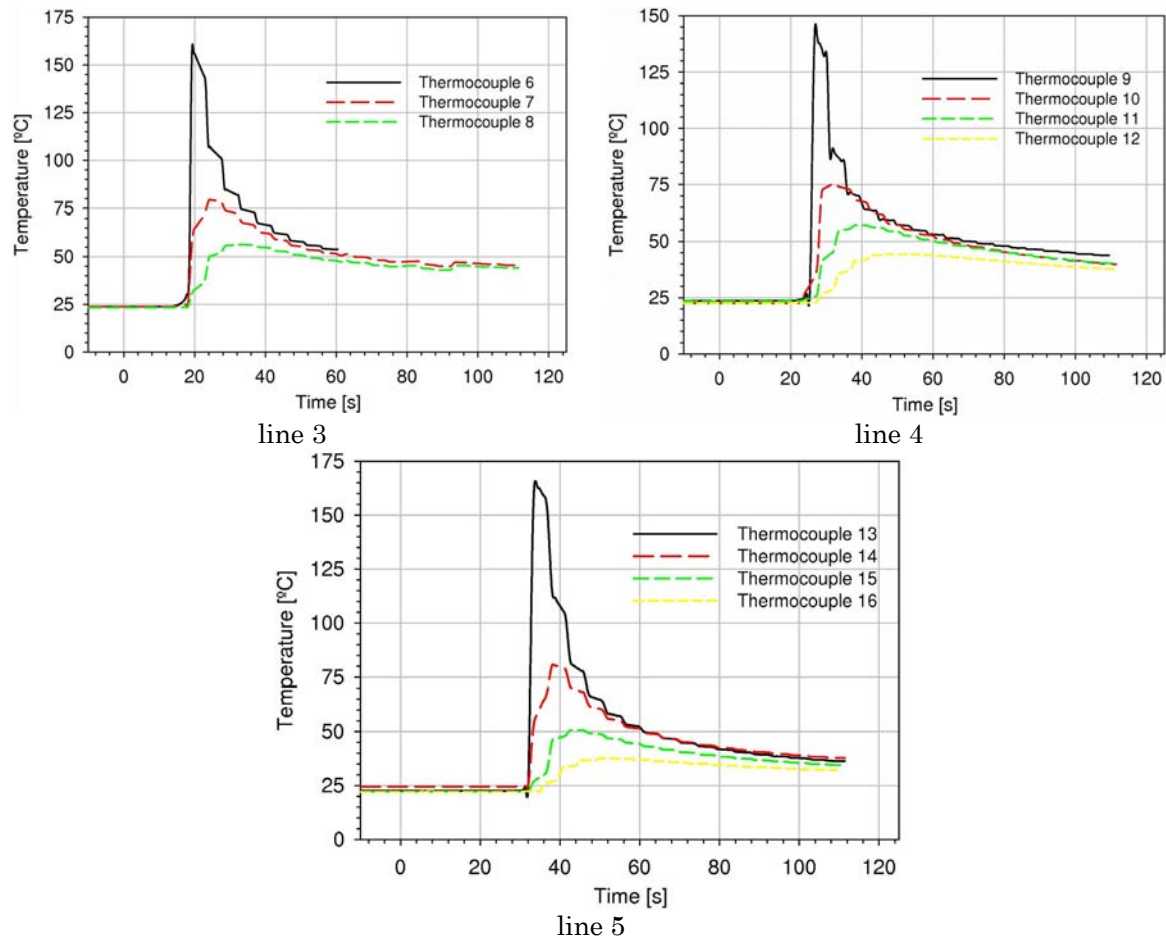 Temperature [ºC]
175
150
125
100
75
50
25
0
Thermocouple 6
Thermocouple 7
Thermocouple 8
0 20 40 60 80 100 120
Time [s]
line 3
Temperature [ºC]
150
125
100
75
50
25
0
Thermocouple 9
Thermocouple 10
Thermocouple 11
Thermocouple 12
0 20 40 60 80 100 120
Time [s]
line 4
Temperature [ºC]
175
150
125
100
75
50
25
0
Thermocouple 13
Thermocouple 14
Thermocouple 15
Thermocouple 16
0 20 40 60 80 100 120
Time [s]
line 5